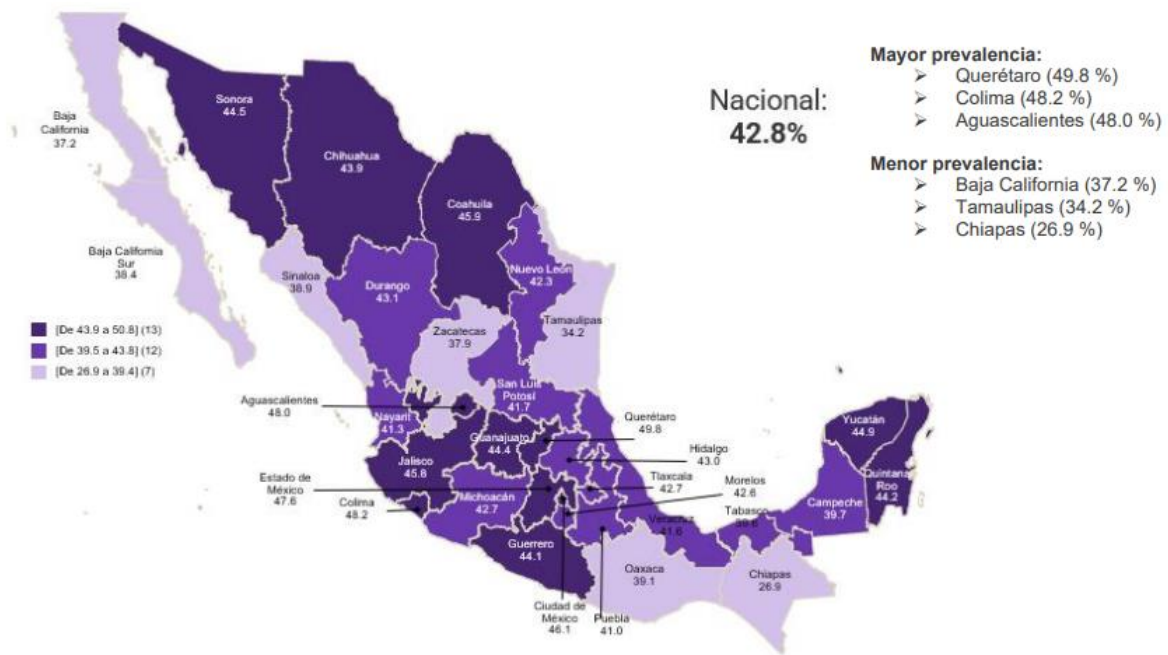 Mayor prevalencia:
➢ Querétaro (49.8 %)
➢ Colima (48.2 %)
➢ Aguascalientes (48.0 %)
Nacional:
42.8%
Menor prevalencia:
➢ Baja California (37.2 %)
➢ Tamaulipas (34.2 %)
➢ Chiapas (26.9 %)
Sonora
44.5
Baja
California
37.2
Chihuahua
43.9
Coahuila
45.9
Baja California
Sur
38.4
Sinaloa
38.9
Durango
43.1
Nuevo León
42.3
Zacatecas
37.9
Tamaulipas
34.2
[De 43.9 a 50.8] (13)
[De 39.5 a 43.8] (12)
[De 26.9 a 39.4] (7)
San Luis
Potosí
41.7
Aguascalientes
48.0
Nayarit
41.3
Guanajuato
44.4
Querétaro
49.8
Hidalgo
43.0
Yucatán
44.9
Jalisco
45.8
Estado de
México
47.6
Tlaxcala
42.7
Morelos
42.6
Quintana
Roo
44.2
Colima
48.2
Michoacán
42.7
Campeche
39.7
Tabasco
Veracruz
41.6
Guerrero
44.1
Oaxaca
39.1
Chiapas
26.9
Ciudad de
México
46.1
Puebla
41.0